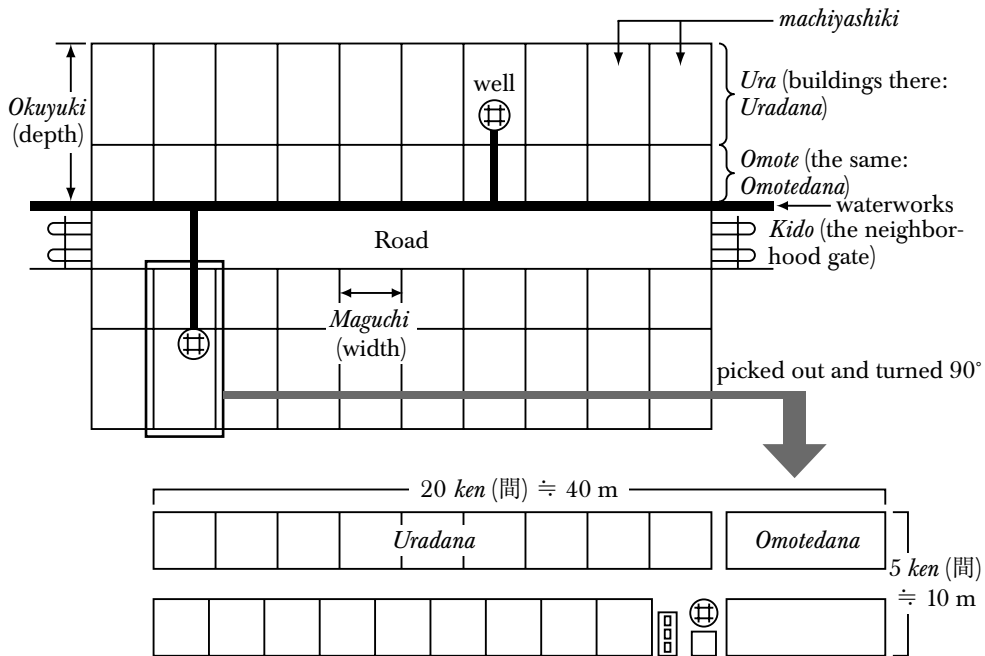 machiyashiki
Okuyuki
(depth)
well
Ura (buildings there:
Uradana)
Omote (the same:
Omotedana)
waterworks
Road
Kido (the neighbor-
hood gate)
Maguchi
(width)
picked out and turned 90°
20 ken (間) ≒ 40 m
Uradana
Omotedana
5 ken (間)
≒ 10 m